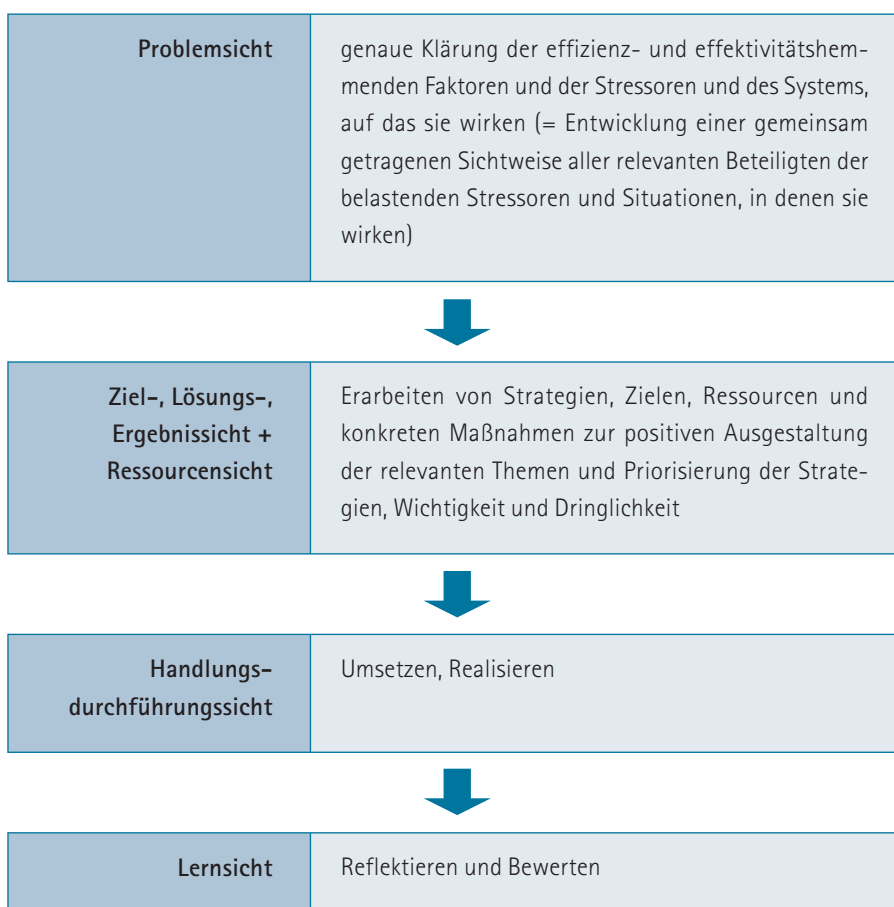 Problemsicht
genaue Klärung der effizienz- und effektivitätshem-
menden Faktoren und der Stressoren und des Systems,
auf das sie wirken (= Entwicklung einer gemeinsam
getragenen Sichtweise aller relevanten Beteiligten der
belastenden Stressoren und Situationen, in denen sie
wirken)
Ziel-, Lösungs-,
Ergebnissicht +
Ressourcensicht
Erarbeiten von Strategien, Zielen, Ressourcen und
konkreten Maßnahmen zur positiven Ausgestaltung
der relevanten Themen und Priorisierung der Strate-
gien, Wichtigkeit und Dringlichkeit
Handlungs-
durchführungssicht
Umsetzen, Realisieren
Lernsicht
Reflektieren und Bewerten